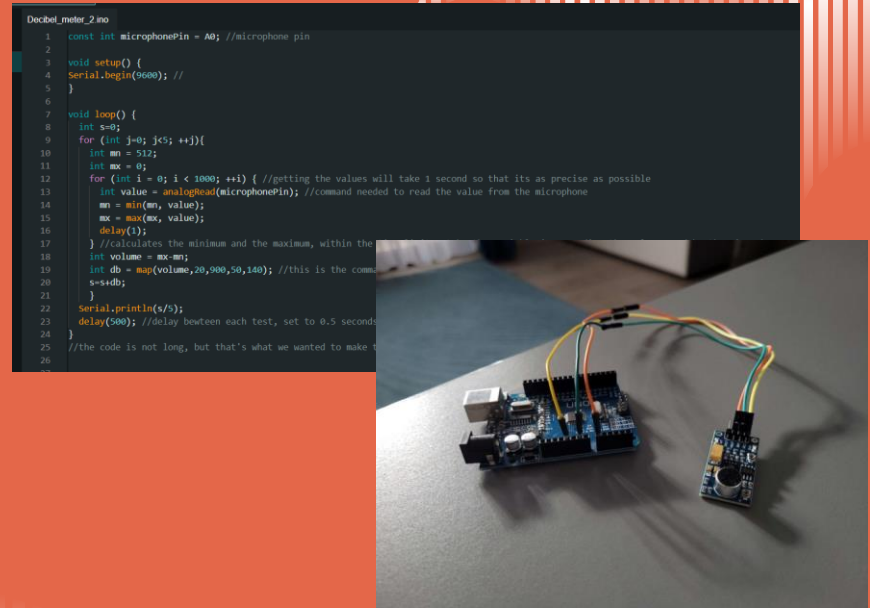 Decibel_meter_2.ino
1 const int microphonePin = A0; //microphone pin
2
3 void setup() {
4 Serial.begin(9600); //
5 }
6
7 void loop() {
8 int s=0;
9 for (int j=0; j<5; ++j){
10 int mn = 512;
11 int mx = 0;
12 for (int i = 0; i < 1000; ++i) { //getting the values will take 1 second so that its as precise as possible
13 int value = analogRead(microphonePin); //command needed to read the value from the microphone
14 mn = min(mn, value);
15 mx = max(mx, value);
16 delay(1);
17 } //calculates the minimum and the maximum, within the
18 int volume = mx-mn;
19 int db = map(volume,20,900,50,140); //this is the comma
20 s=s+db;
21 }
22 Serial.println(s/5);
23 delay(500); //delay bewteen each test, set to 0.5 seconds
24 }
25 //the code is not long, but that's what we wanted to make t
26
UNO